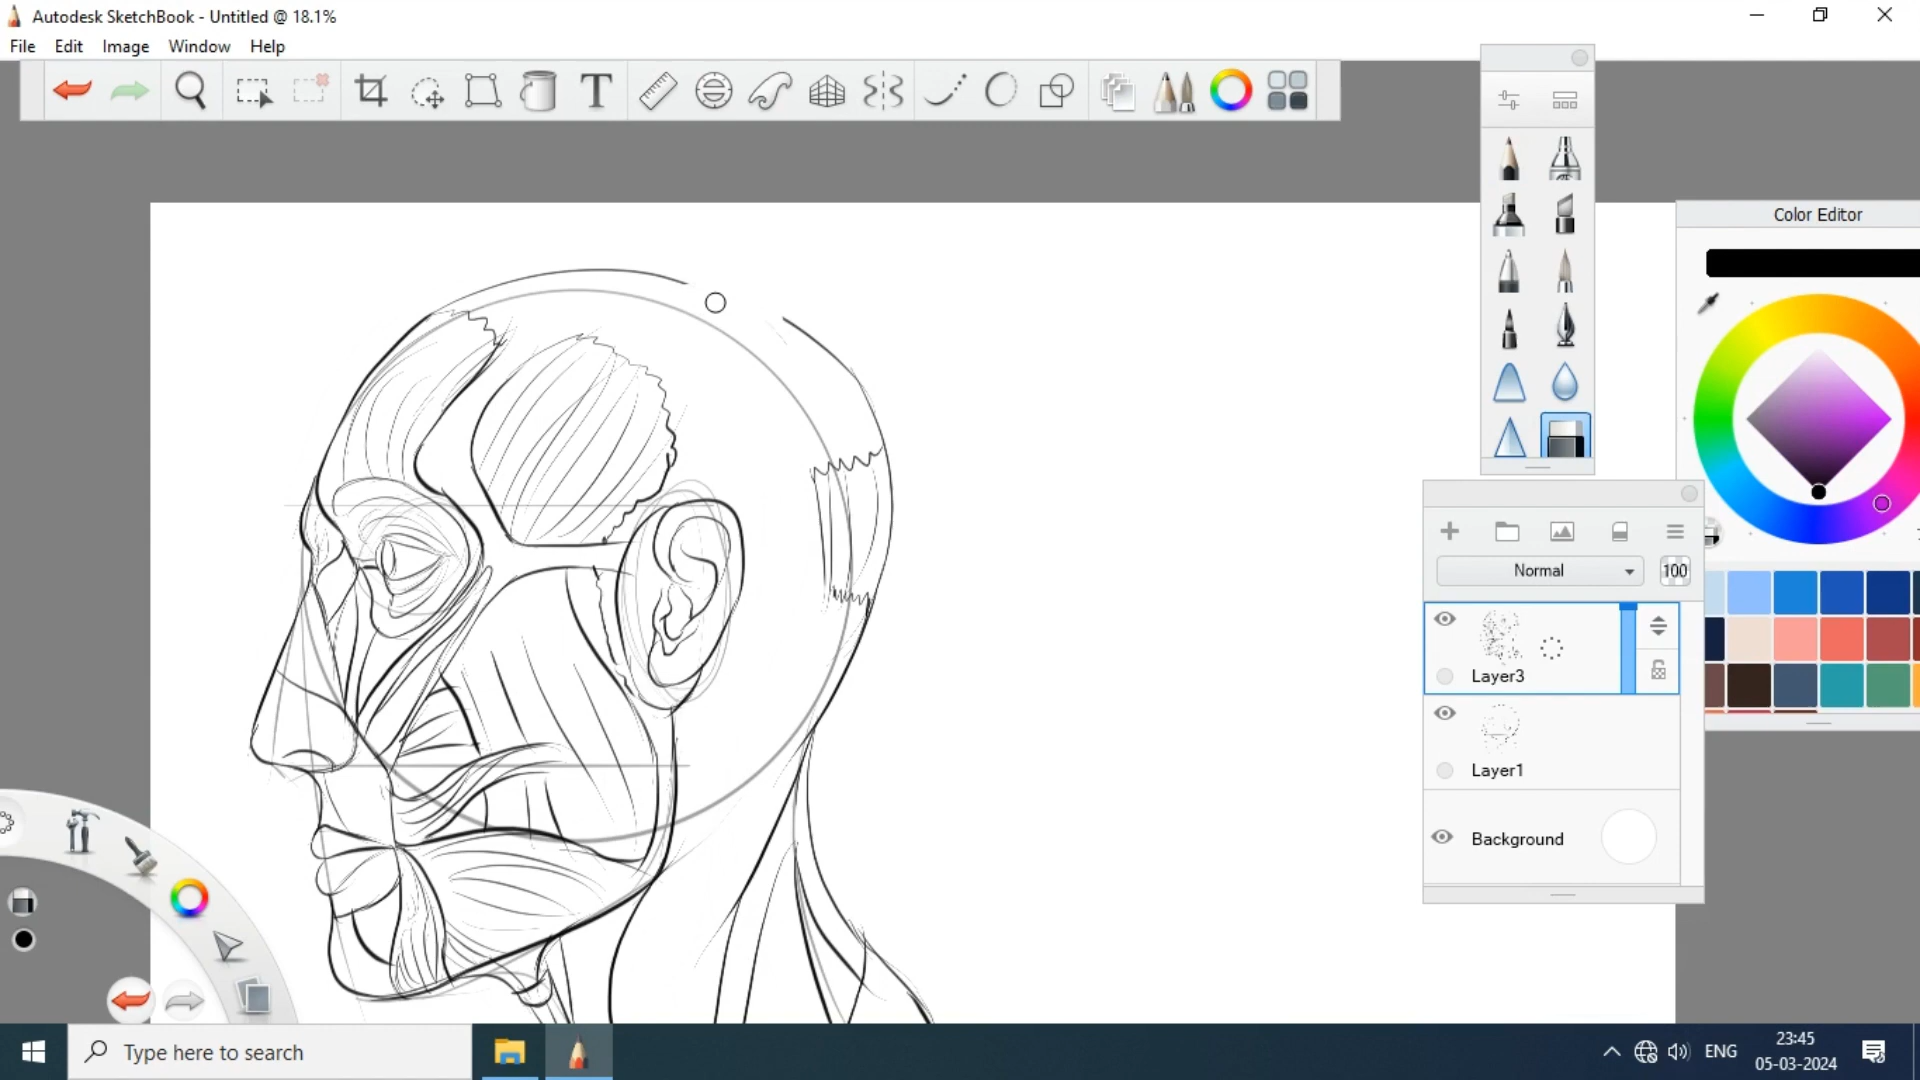 Autodesk SketchBook - Untitled @ 18.1%
File Edit Image Window Help
T
Color Editor
Normal 100
Layer3
Layer1
Background
Type here to search
ENG
23:45
05-03-2024